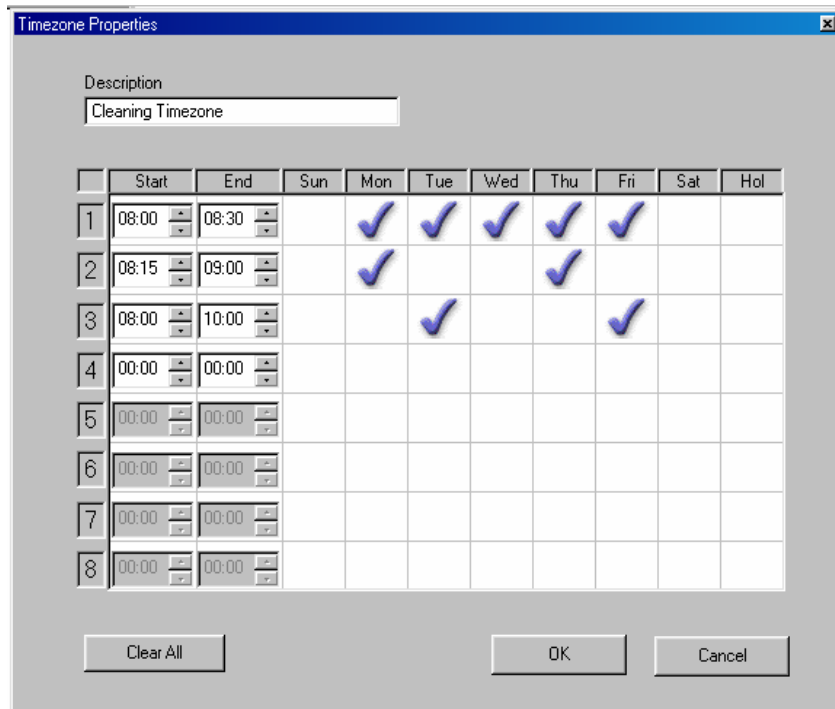 Timezone Properties
Description
Cleaning Timezone
Start End Sun Mon Tue Wed Thu Fri Sat Hol
1 08:00 08:30
2 08:15 09:00
3 08:00 10:00
4 00:00 00:00
5 00:00 00:00
6 00:00 00:00
7 00:00 00:00
8 00:00 00:00
Clear All OK Cancel